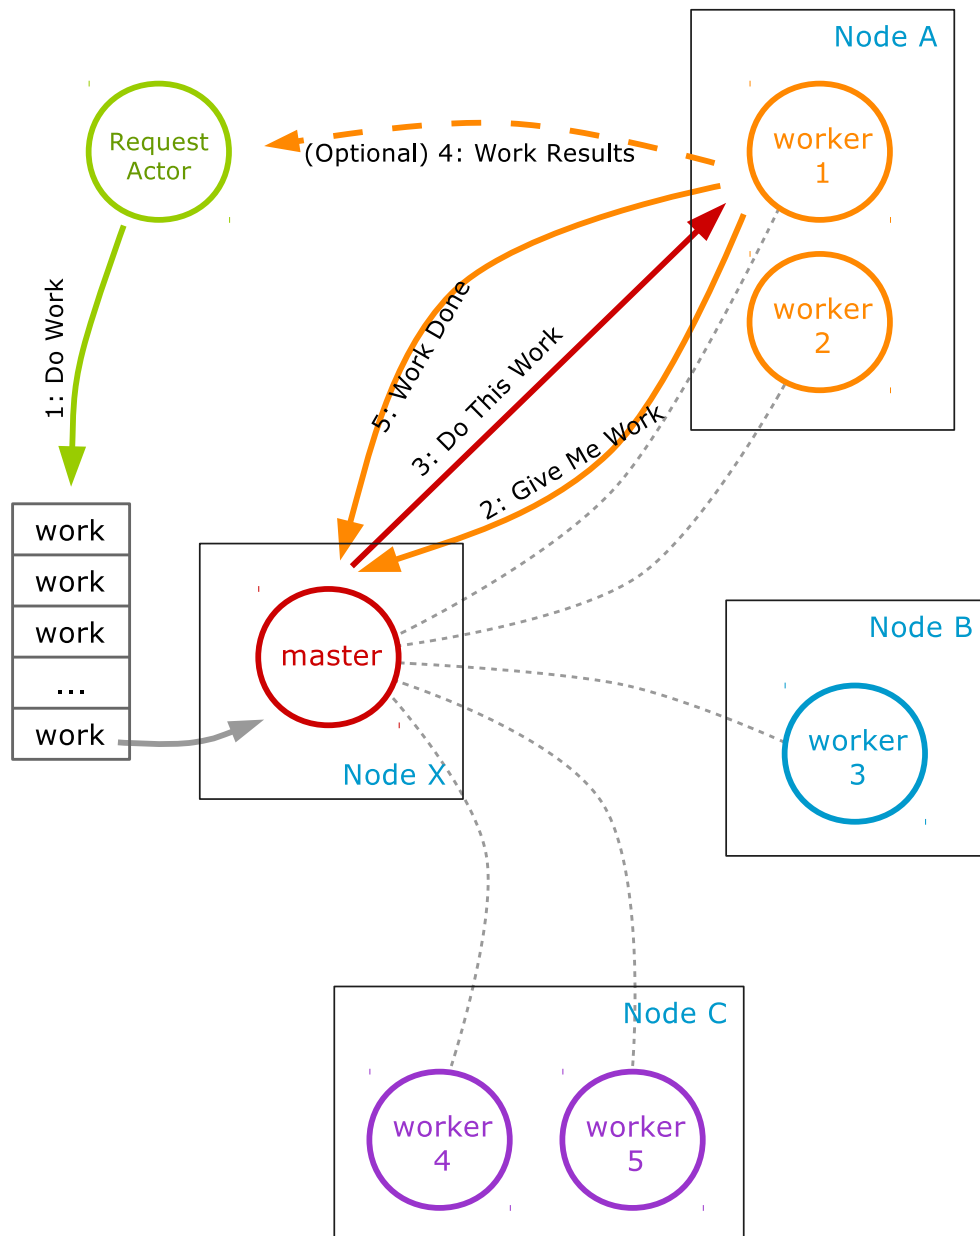 Node A
Request
Actor
worker
1
(Optional) 4: Work Results
worker
2
1: Do Work
5: Work Done
3: Do This Work
2: Give Me Work
work
work
work
...
work
master
Node X
Node B
worker
3
Node C
worker
4
worker
5